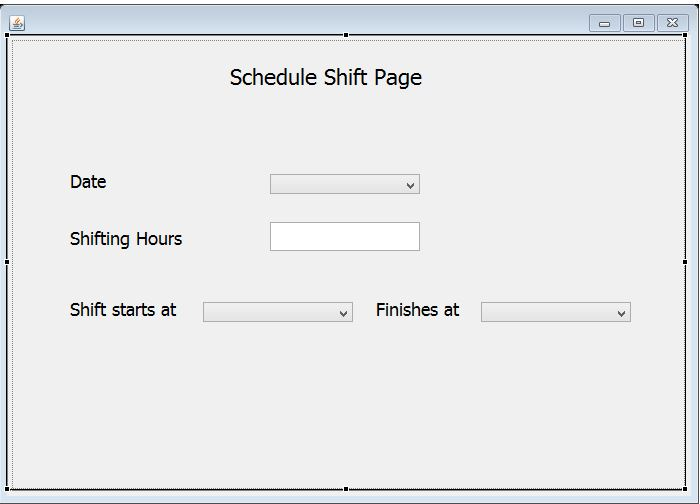 Schedule Shift Page
Date
Shifting Hours
Shift starts at Finishes at